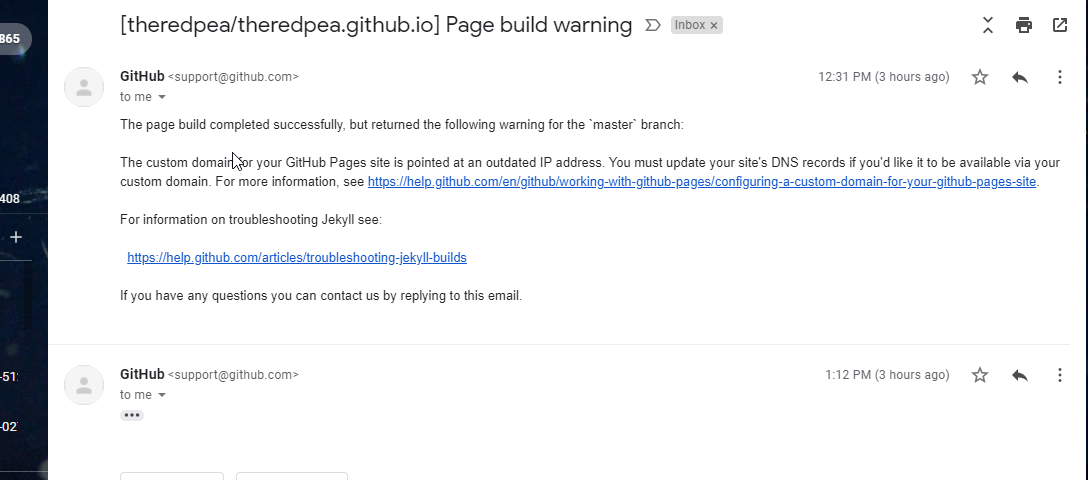 [theredpea/theredpea.github.io] Page build warning Inbox ×
865
GitHub <support@github.com> 12:31 PM (3 hours ago)
to me
The page build completed successfully, but returned the following warning for the `master` branch:
The custom domain for your GitHub Pages site is pointed at an outdated IP address. You must update your site's DNS records if you'd like it to be available via your
custom domain. For more information, see https://help.github.com/en/github/working-with-github-pages/configuring-a-custom-domain-for-your-github-pages-site.
408
For information on troubleshooting Jekyll see:
https://help.github.com/articles/troubleshooting-jekyll-builds
If you have any questions you can contact us by replying to this email.
GitHub <support@github.com> 1:12 PM (3 hours ago)
-51
to me
-02